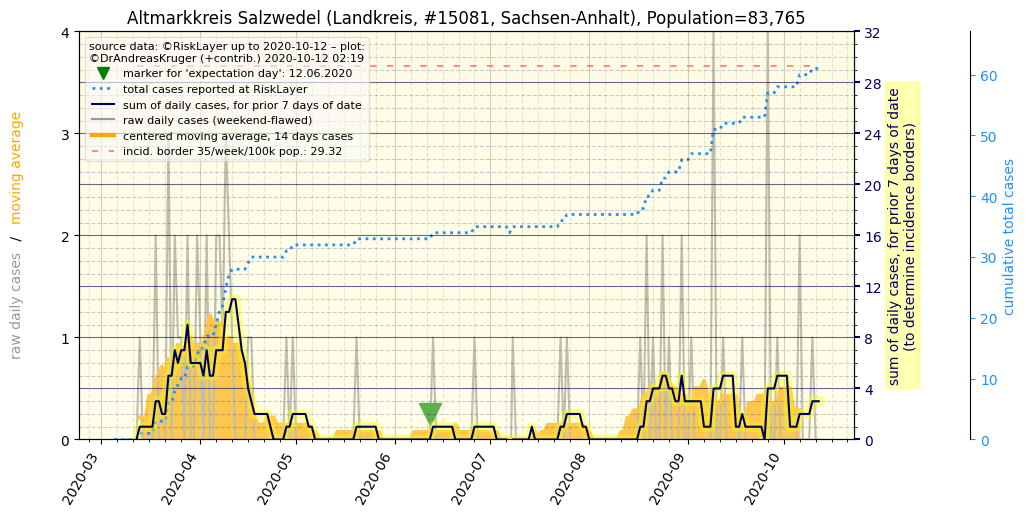 Altmarkkreis Salzwedel (Landkreis, #15081, Sachsen-Anhalt), Population=83,765
source data: ©RiskLayer up to 2020-10-12 – plot:
©DrAndreasKruger (+contrib.) 2020-10-12 02:19
marker for 'expectation day': 12.06.2020
total cases reported at RiskLayer
sum of daily cases, for prior 7 days of date
raw daily cases (weekend-flawed)
centered moving average, 14 days cases
incid. border 35/week/100k pop.: 29.32
raw daily cases / moving average
4
3
2
1
0
32
28
24
20
16
12
8
4
0
sum of daily cases, for prior 7 days of date
(to determine incidence borders)
60
50
40
30
20
10
0
cumulative total cases
2020-03
2020-04
2020-05
2020-06
2020-07
2020-08
2020-09
2020-10